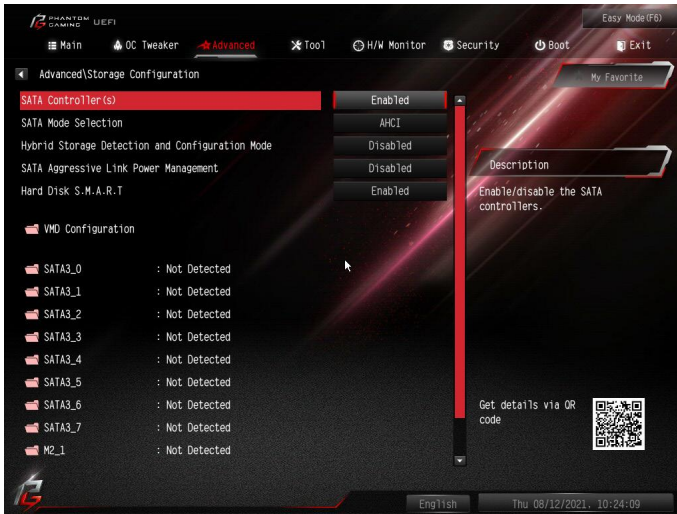 PHANTOM GAMING UEFI
Easy Mode(F6)
Main OC Tweaker Advanced Tool H/W Monitor Security Boot Exit
Advanced\Storage Configuration
My Favorite
SATA Controller(s) Enabled
SATA Mode Selection AHCI
Hybrid Storage Detection and Configuration Mode Disabled
SATA Aggressive Link Power Management Disabled
Hard Disk S.M.A.R.T Enabled
VMD Configuration
SATA3_0 : Not Detected
SATA3_1 : Not Detected
SATA3_2 : Not Detected
SATA3_3 : Not Detected
SATA3_4 : Not Detected
SATA3_5 : Not Detected
SATA3_6 : Not Detected
SATA3_7 : Not Detected
M2_1 : Not Detected
Description
Enable/disable the SATA
controllers.
Get details via QR
code
English
Thu 08/12/2021. 10:24:09